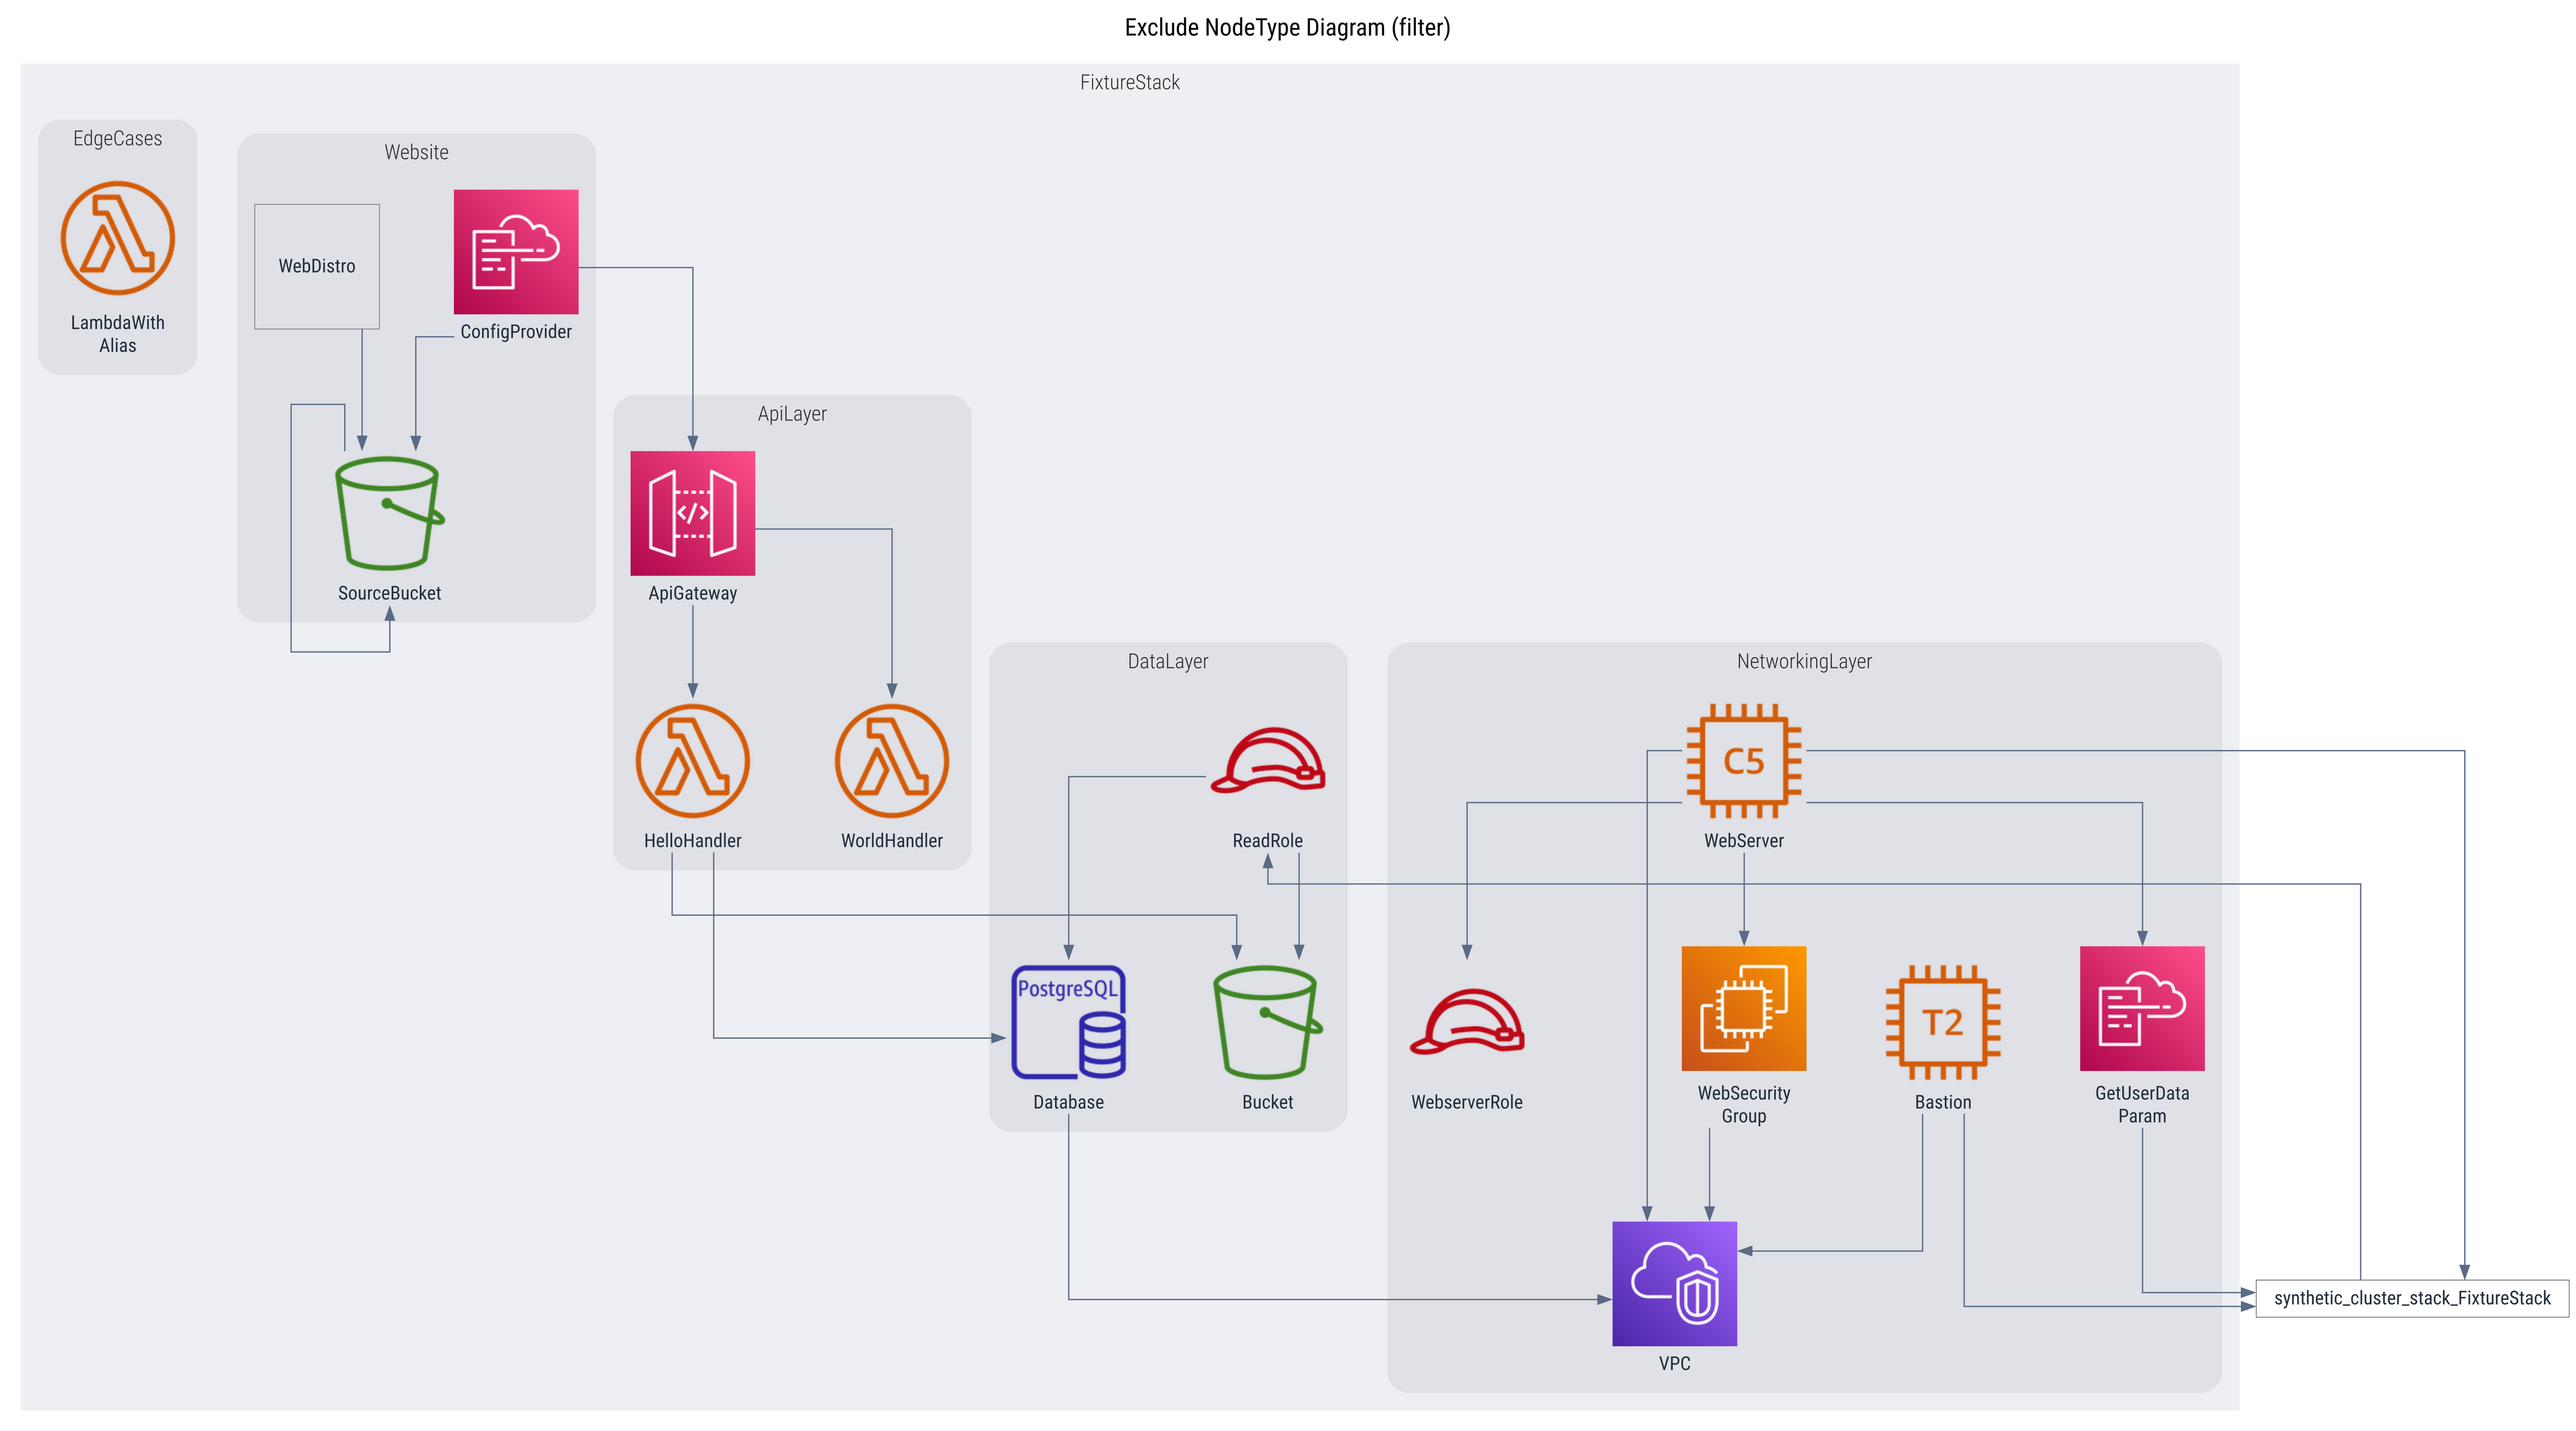 Exclude NodeType Diagram (filter)
FixtureStack
EdgeCases
LambdaWith
Alias
Website
WebDistro
ConfigProvider
SourceBucket
ApiLayer
</>
ApiGateway
HelloHandler
WorldHandler
DataLayer
ReadRole
PostgreSQL
Database
Bucket
NetworkingLayer
C5
WebServer
WebserverRole
WebSecurity
Group
T2
Bastion
GetUserData
Param
VPC
synthetic_cluster_stack_FixtureStack